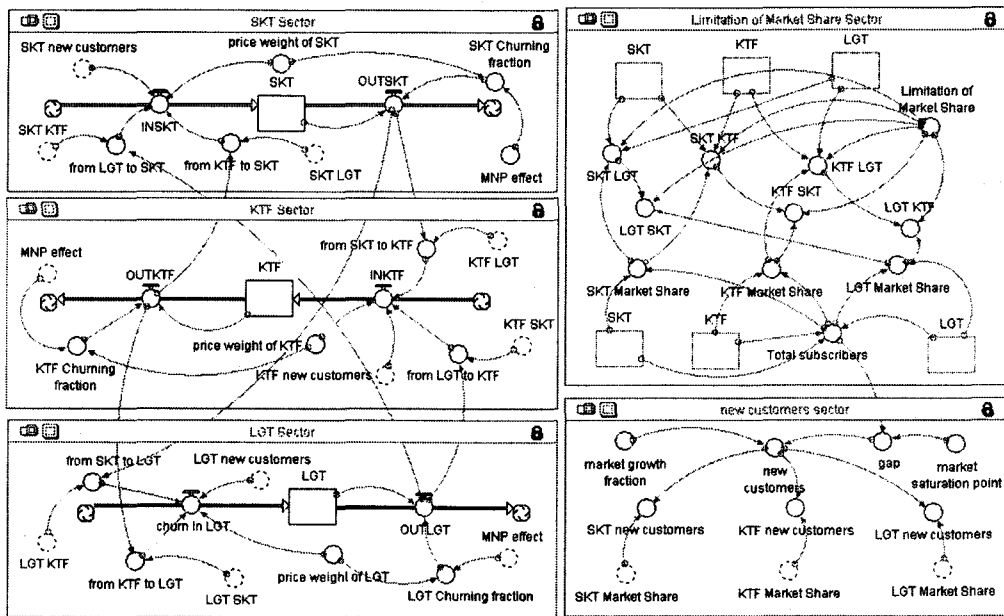 SKT Sector
SKT new customers
price weight of SKT
SKT Churning
fraction
SKT
OUTSKT
INSKT
SKT KTF
from LGT to SKT
from KTF to SKT
SKT LGT
MNP effect
KTF Sector
MNP effect
from SKT to KTF
KTF LGT
OUTKTF
KTF
INKTF
KTF SKT
price weight of KTF
KTF Churning
fraction
KTF new customers
from LGT to KTF
LGT Sector
from SKT to LGT
LGT new customers
LGT
churn in LGT
OUTLGT
MNP effect
LGT KTF
from KTF to LGT
LGT SKT
price weight of LGT
LGT Churning fraction
Limitation of Market Share Sector
SKT
KTF
LGT
Limitation of
Market Share
SKT KTF
SKT LGT
KTF LGT
KTF SKT
LGT SKT
LGT KTF
SKT Market Share
KTF Market Share
LGT Market Share
SKT
KTF
LGT
Total subscribers
new customers sector
market growth
fraction
new
customers
gap
market
saturation point
SKT new customers
KTF new customers
LGT new customers
SKT Market Share
KTF Market Share
LGT Market Share